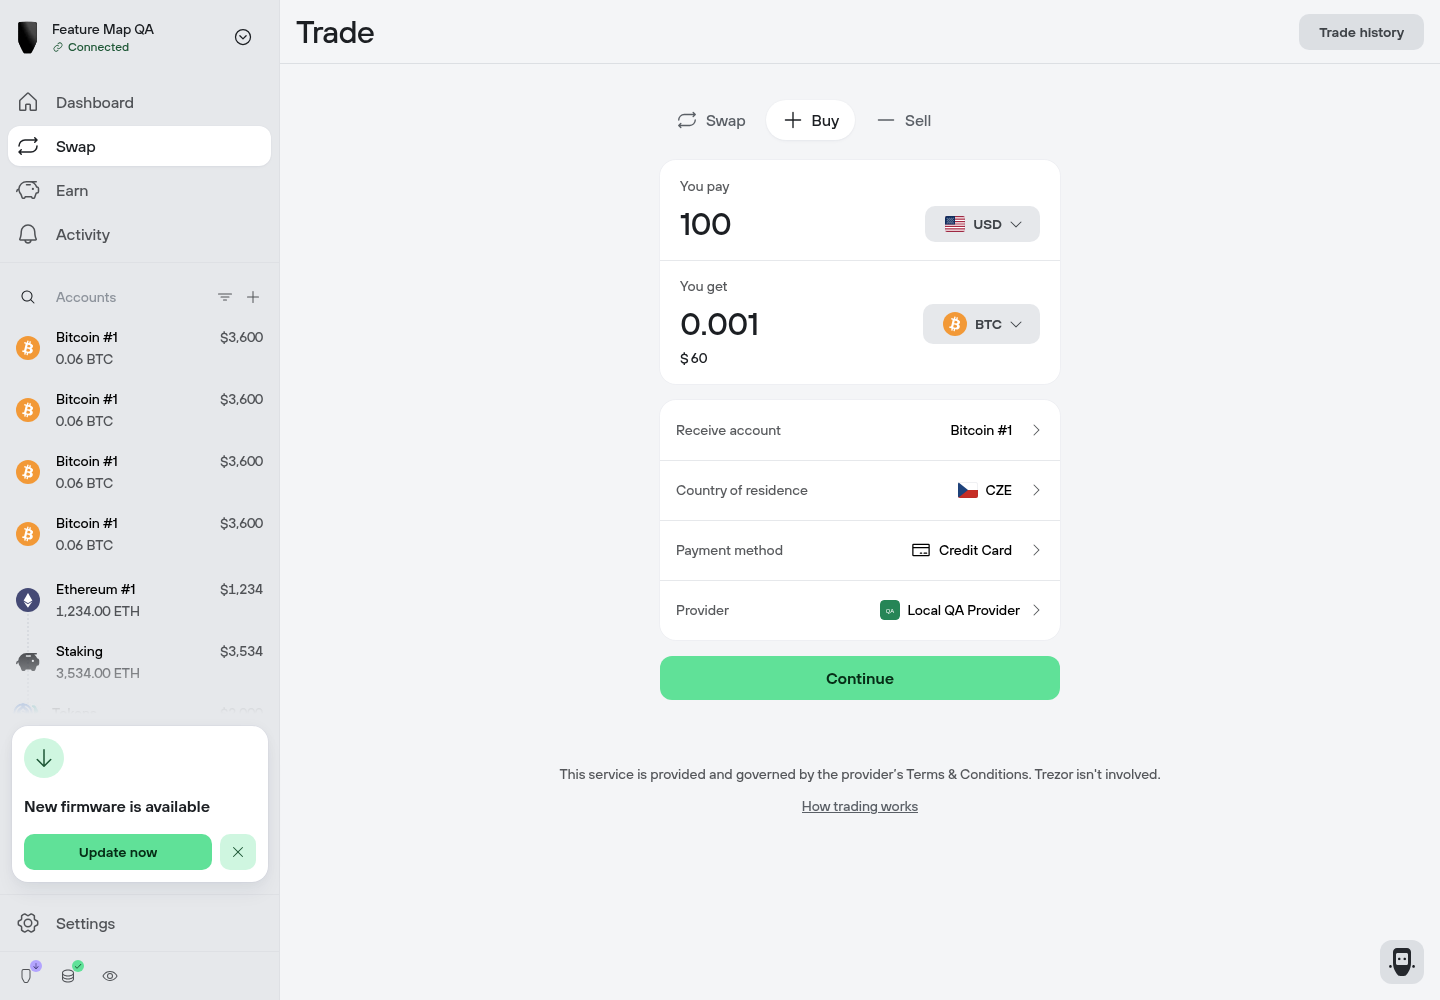 Feature Map QA
Connected
Dashboard
Swap
Earn
Activity
Accounts
Bitcoin #1 $3,600
0.06 BTC
Bitcoin #1 $3,600
0.06 BTC
Bitcoin #1 $3,600
0.06 BTC
Bitcoin #1 $3,600
0.06 BTC
Ethereum #1 $1,234
1,234.00 ETH
Staking $3,534
3,534.00 ETH
New firmware is available
Update now
Settings
Trade
Trade history
Swap Buy Sell
You pay
100 USD
You get
0.001 BTC
$60
Receive account Bitcoin #1
Country of residence CZE
Payment method Credit Card
Provider QA Local QA Provider
Continue
This service is provided and governed by the provider's Terms & Conditions. Trezor isn't involved.
How trading works